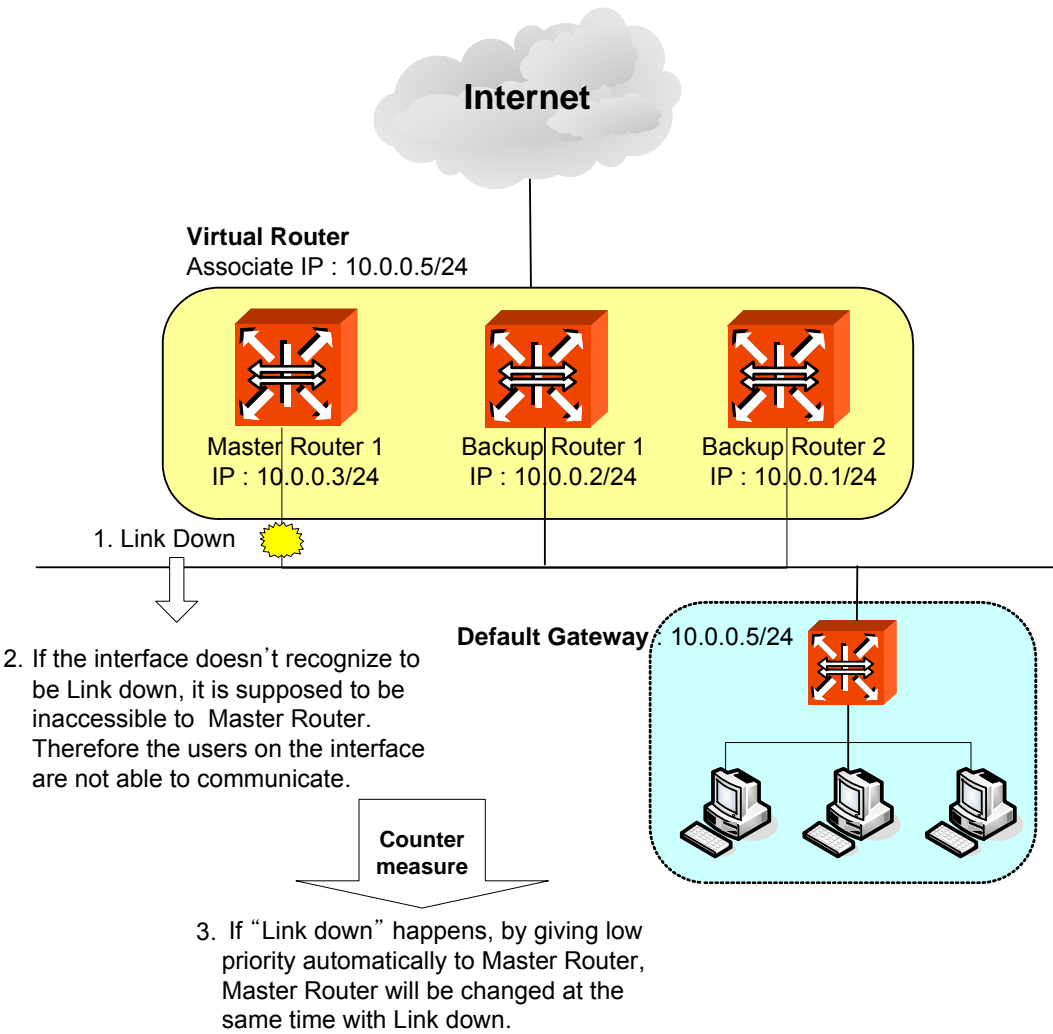 Internet
Virtual Router
Associate IP : 10.0.0.5/24
Master Router 1
IP : 10.0.0.3/24
Backup Router 1
IP : 10.0.0.2/24
Backup Router 2
IP : 10.0.0.1/24
1. Link Down
Default Gateway : 10.0.0.5/24
2. If the interface doesn’t recognize to
be Link down, it is supposed to be
inaccessible to Master Router.
Therefore the users on the interface
are not able to communicate.
Counter
measure
3. If “Link down” happens, by giving low
priority automatically to Master Router,
Master Router will be changed at the
same time with Link down.